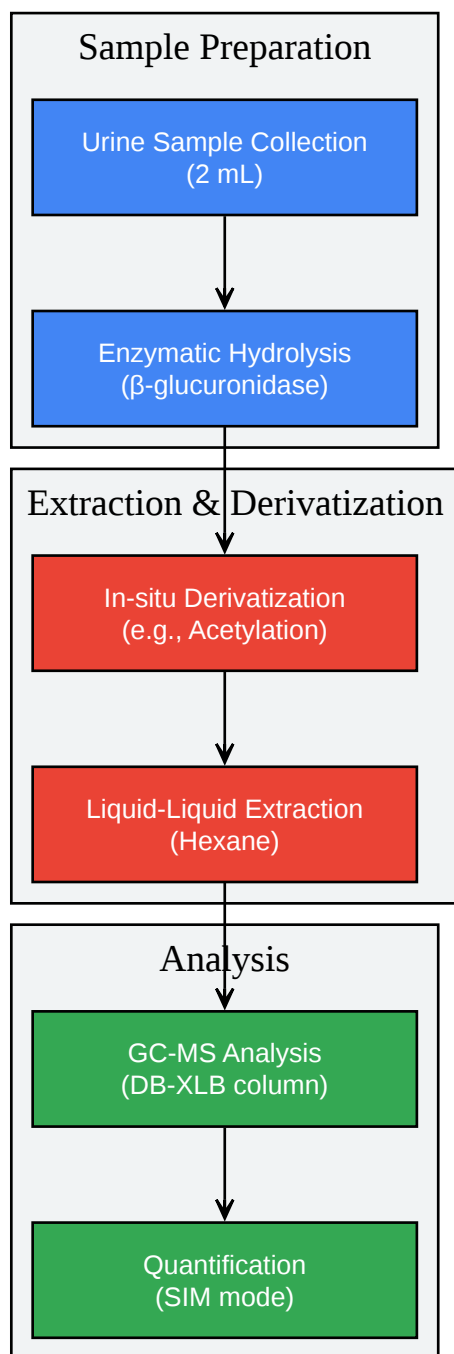 Sample Preparation
Urine Sample Collection
(2 mL)
Enzymatic Hydrolysis
(β-glucuronidase)
Extraction & Derivatization
In-situ Derivatization
(e.g., Acetylation)
Liquid-Liquid Extraction
(Hexane)
Analysis
GC-MS Analysis
(DB-XLB column)
Quantification
(SIM mode)